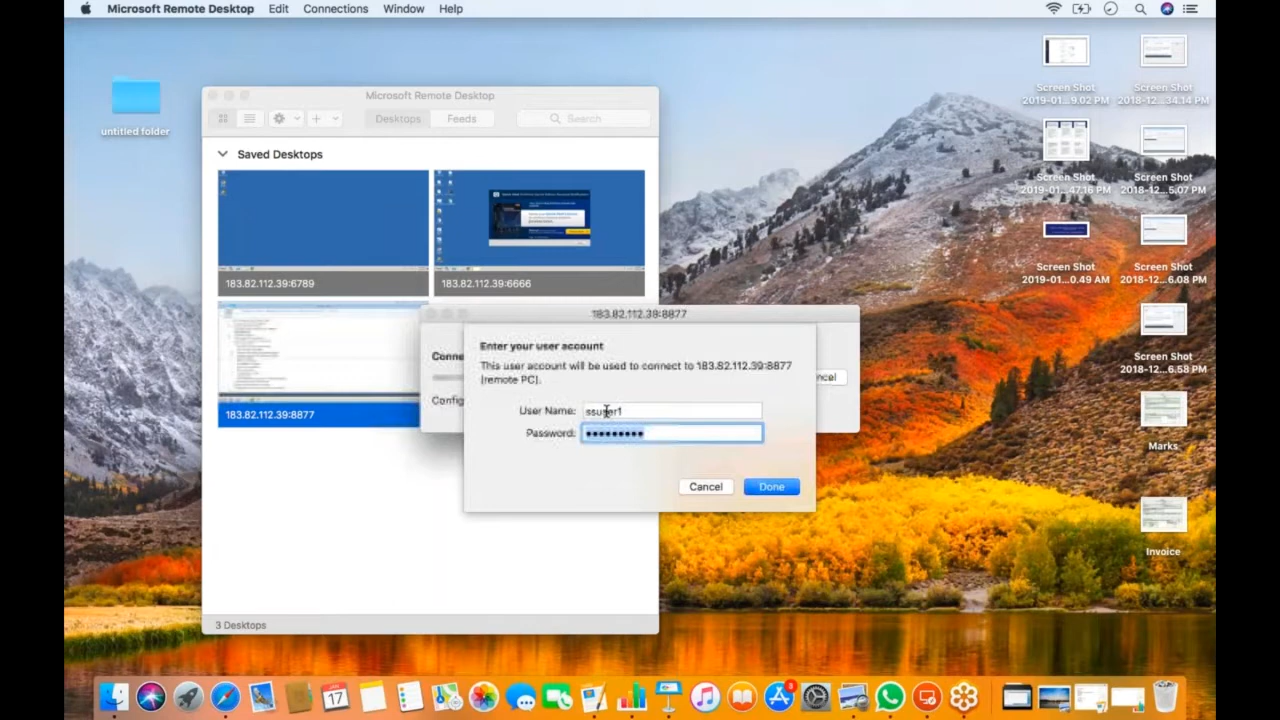 Microsoft Remote Desktop Edit Connections Window Help
untitled folder
Microsoft Remote Desktop
Desktops Feeds Search
Saved Desktops
183.82.112.39:6789
183.82.112.39:6666
183.82.112.39:8877
3 Desktops
183.82.112.39:8877
Conne
Config
ncel
Enter your user account
This user account will be used to connect to 183.82.112.39:8877
(remote PC).
User Name: ssuser1
Password: •••••••••
Cancel Done
Screen Shot
2019-01...9.02 PM
Screen Shot
2018-12...34.14 PM
Screen Shot
2019-01...47.16 PM
Screen Shot
2018-12...5.07 PM
Screen Shot
2019-01...0.49 AM
Screen Shot
2018-12...6.08 PM
Screen Shot
2018-12...6.58 PM
Marks
Invoice
JAN
17
3